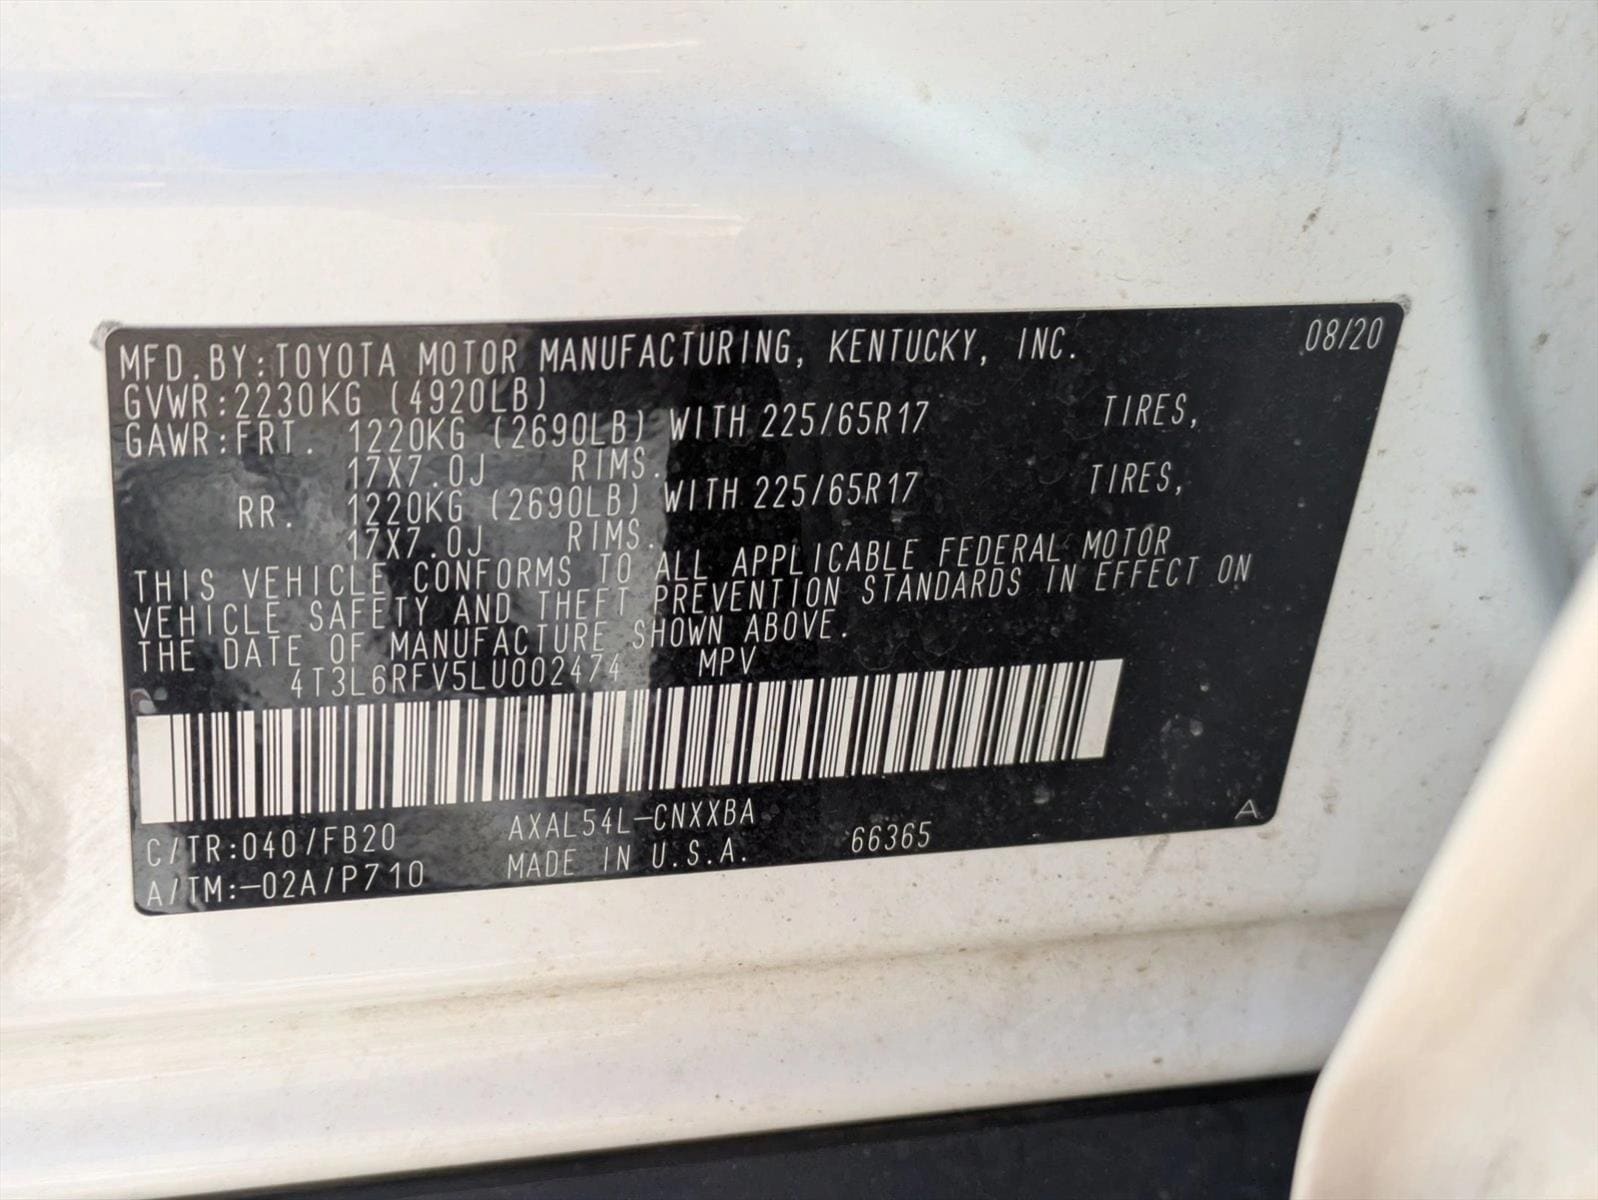 MFD.BY:TOYOTA MOTOR MANUFACTURING, KENTUCKY, INC. 08/20
GVWR:2230KG (4920LB)
GAWR:FRT. 1220KG (2690LB) WITH 225/65R17 TIRES,
17X7.0J RIMS.
RR. 1220KG (2690LB) WITH 225/65R17 TIRES,
17X7.0J RIMS.
THIS VEHICLE CONFORMS TO ALL APPLICABLE FEDERAL MOTOR
VEHICLE SAFETY AND THEFT PREVENTION STANDARDS IN EFFECT ON
THE DATE OF MANUFACTURE SHOWN ABOVE.
4T3L6RFV5LU002474 MPV
C/TR:040/FB20 AXAL54L-CNXXBA
A/TM:-02A/P710 MADE IN U.S.A. 66365 A